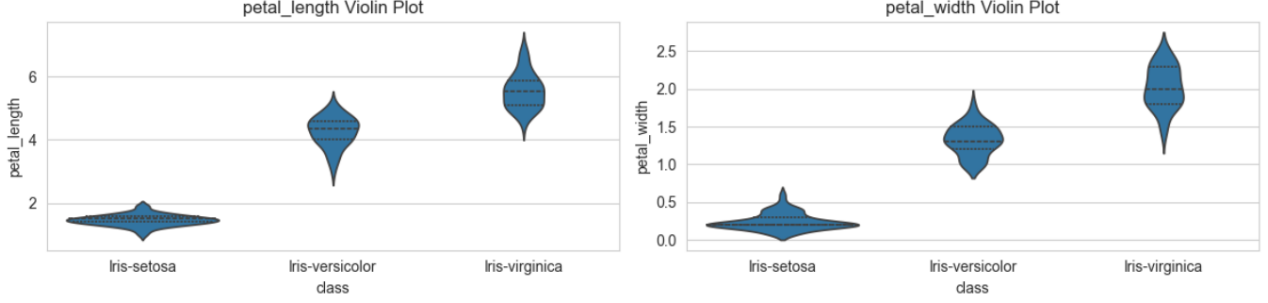 petal_length Violin Plot
petal_length
6
4
2
Iris-setosa
Iris-versicolor
Iris-virginica
class
petal_width Violin Plot
petal_width
2.5
2.0
1.5
1.0
0.5
0.0
Iris-setosa
Iris-versicolor
Iris-virginica
class